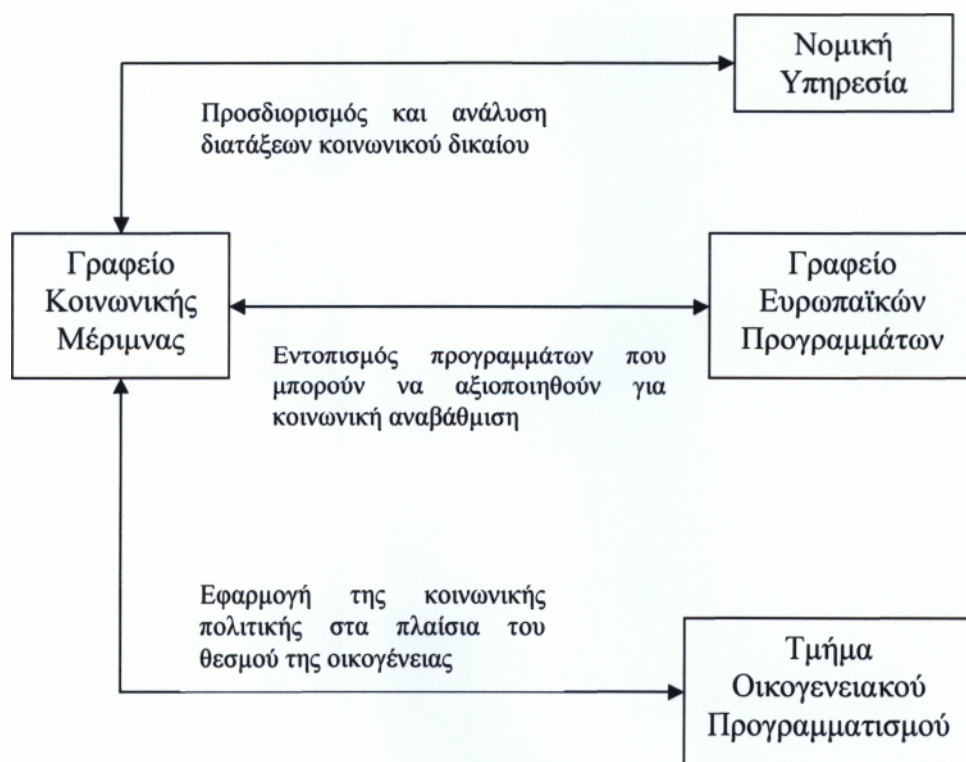 Νομική
Υπηρεσία
Προσδιορισμός και ανάλυση
διατάξεων κοινωνικού δικαίου
Γραφείο
Κοινωνικής
Μέριμνας
Γραφείο
Ευρωπαϊκών
Προγραμμάτων
Εντοπισμός προγραμμάτων που
μπορούν να αξιοποιηθούν για
κοινωνική αναβάθμιση
Εφαρμογή της κοινωνικής
πολιτικής στα πλαίσια του
θεσμού της οικογένειας
Τμήμα
Οικογενειακού
Προγραμματισμού